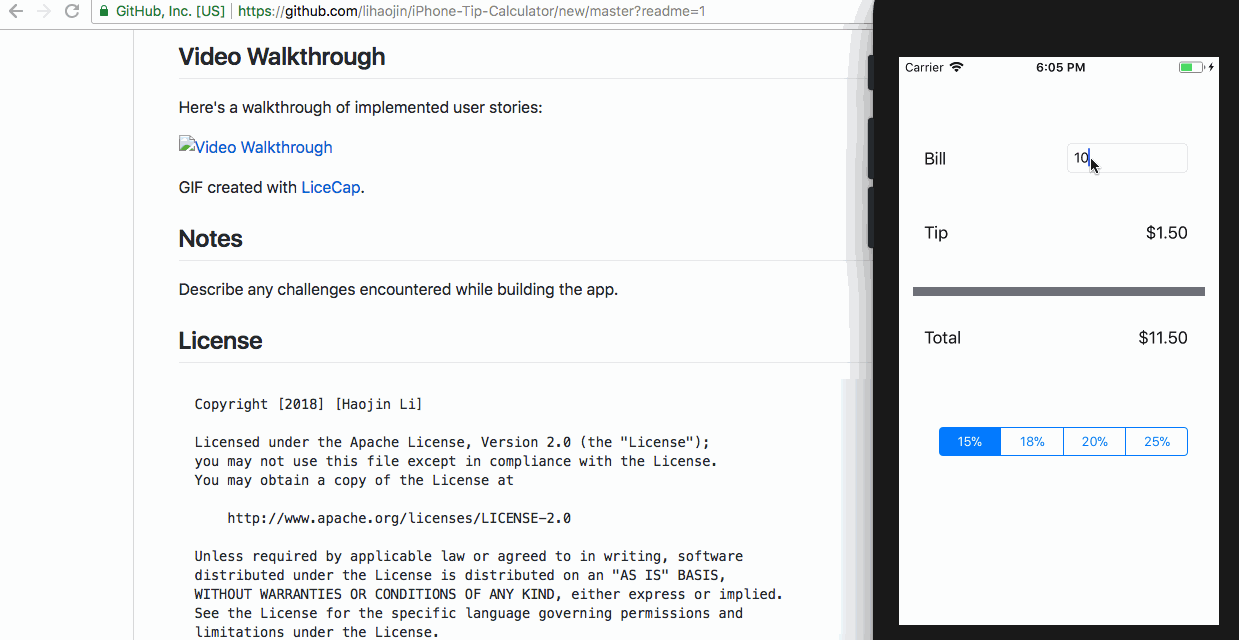 GitHub, Inc. [US] https://github.com/lihaojin/iPhone-Tip-Calculator/new/master?readme=1
Video Walkthrough
Here's a walkthrough of implemented user stories:
Video Walkthrough
GIF created with LiceCap.
Notes
Describe any challenges encountered while building the app.
License
Copyright [2018] [Haojin Li]
Licensed under the Apache License, Version 2.0 (the "License");
you may not use this file except in compliance with the License.
You may obtain a copy of the License at
http://www.apache.org/licenses/LICENSE-2.0
Unless required by applicable law or agreed to in writing, software
distributed under the License is distributed on an "AS IS" BASIS,
WITHOUT WARRANTIES OR CONDITIONS OF ANY KIND, either express or implied.
See the License for the specific language governing permissions and
limitations under the License.
Carrier 6:05 PM
Bill 10
Tip $1.50
Total $11.50
15% 18% 20% 25%